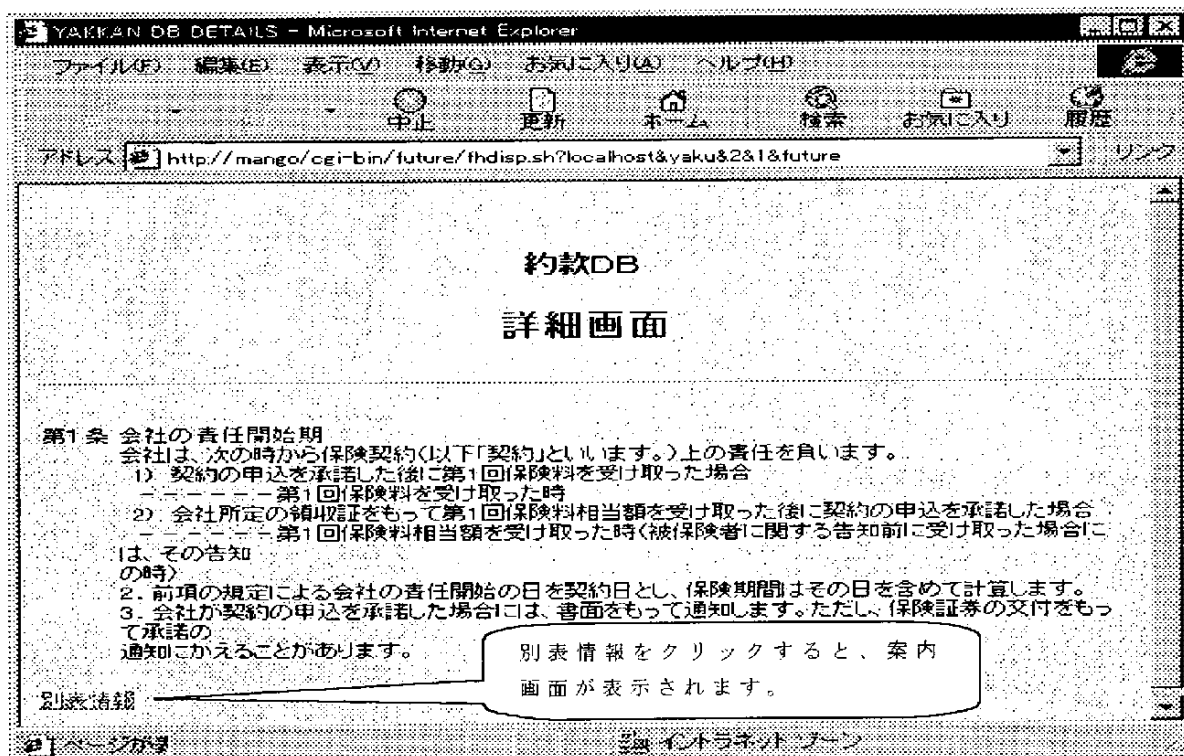 YAKKAN DB DETAILS - Microsoft Internet Explorer
ファイル(F) 編集(E) 表示(V) 移動(G) お気に入り(A) ヘルプ(H)
中止 更新 ホーム 検索 お気に入り 履歴
アドレス http://mango/cgi-bin/future/fhdisp.sh?localhost&yaku&2&1&future リンク
約款DB
詳細画面
第1条 会社の責任開始期
会社は、次の時から保険契約(以下「契約」といいます。)上の責任を負います。
1) 契約の申込を承諾した後に第1回保険料を受け取った場合
------第1回保険料を受け取った時
2) 会社所定の領収証をもって第1回保険料相当額を受け取った後に契約の申込を承諾した場合
------第1回保険料相当額を受け取った時(被保険者に関する告知前に受け取った場合に
は、その告知
の時)
2. 前項の規定による会社の責任開始の日を契約日とし、保険期間はその日を含めて計算します。
3. 会社が契約の申込を承諾した場合には、書面をもって通知します。ただし、保険証券の交付をもっ
て承諾の
通知にかえることがあります。
別表情報をクリックすると、案内
画面が表示されます。
別表情報
ページが
イントラネット ゾーン